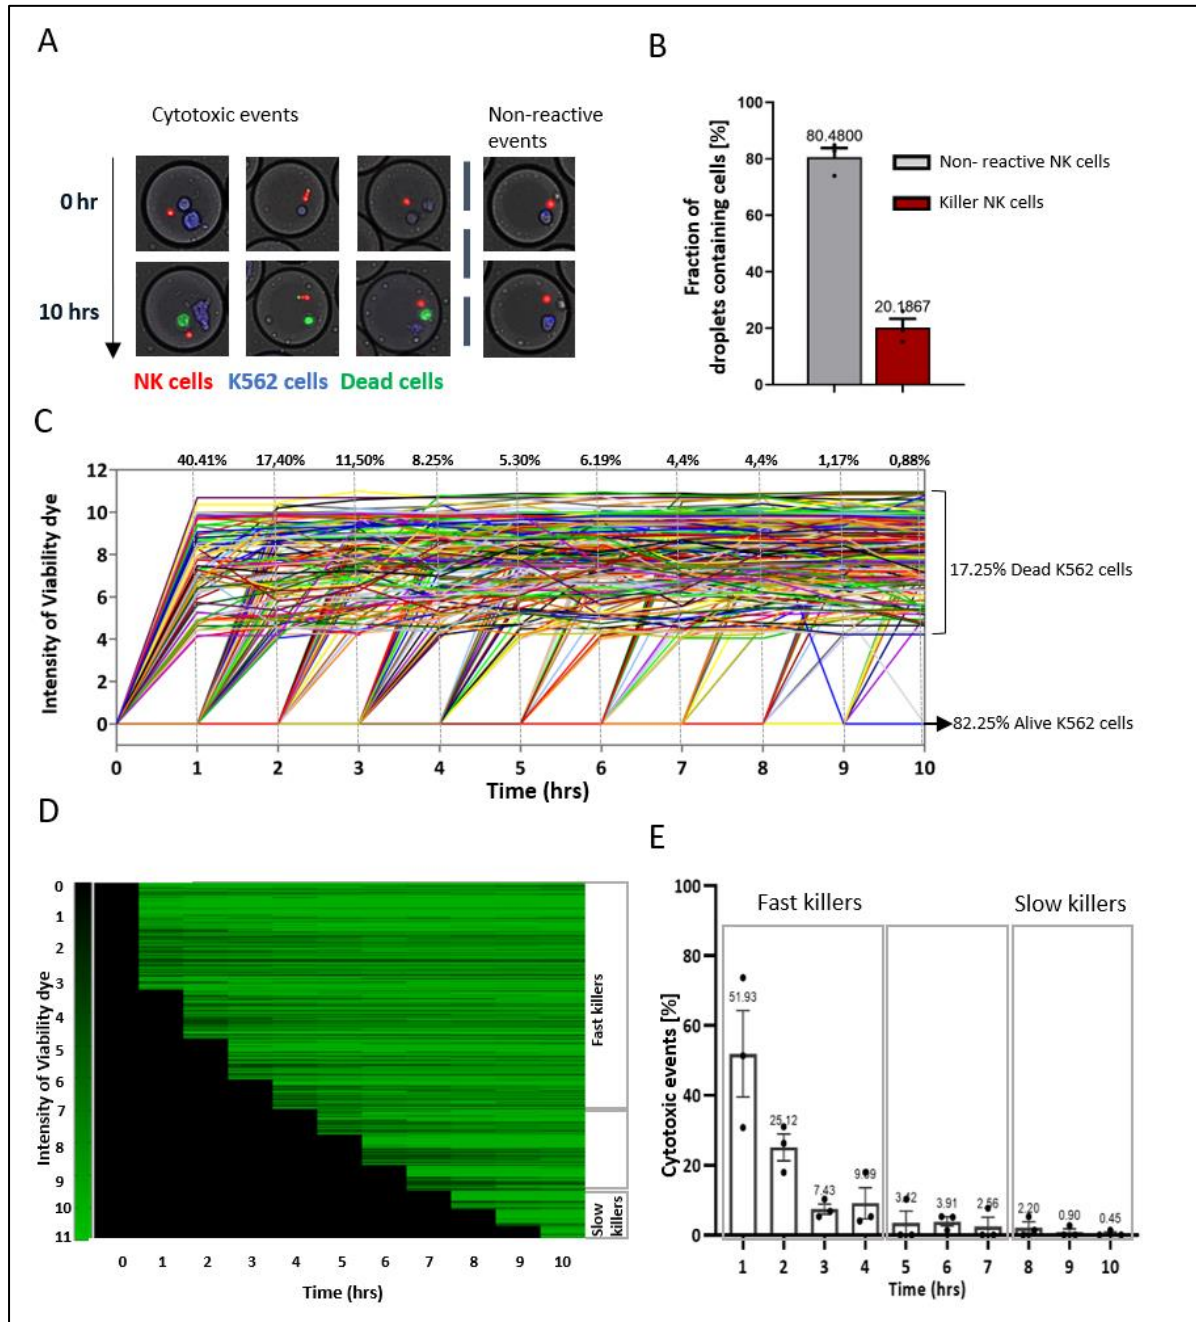 A
Cytotoxic events
Non-reactive
events
0 hr
10 hrs
NK cells K562 cells Dead cells
B
Fraction of
droplets containing cells [%]
100
80
60
40
20
0
80.4800
20.1867
Non- reactive NK cells
Killer NK cells
C
40.41% 17,40% 11,50% 8.25% 5.30% 6.19% 4,4% 4,4% 1,17% 0,88%
Intensity of Viability dye
12
10
8
6
4
2
0
17.25% Dead K562 cells
82.25% Alive K562 cells
0 1 2 3 4 5 6 7 8 9 10
Time (hrs)
D
Intensity of Viability dye
0
1
2
3
4
5
6
7
8
9
10
11
Fast killers
Slow
killers
0 1 2 3 4 5 6 7 8 9 10
Time (hrs)
E
Cytotoxic events [%]
100
80
60
40
20
0
Fast killers
Slow killers
51.93
25.12
7.43
3.42
3.91
2.56
2.20
0.90
0.45
1 2 3 4 5 6 7 8 9 10
Time (hrs)